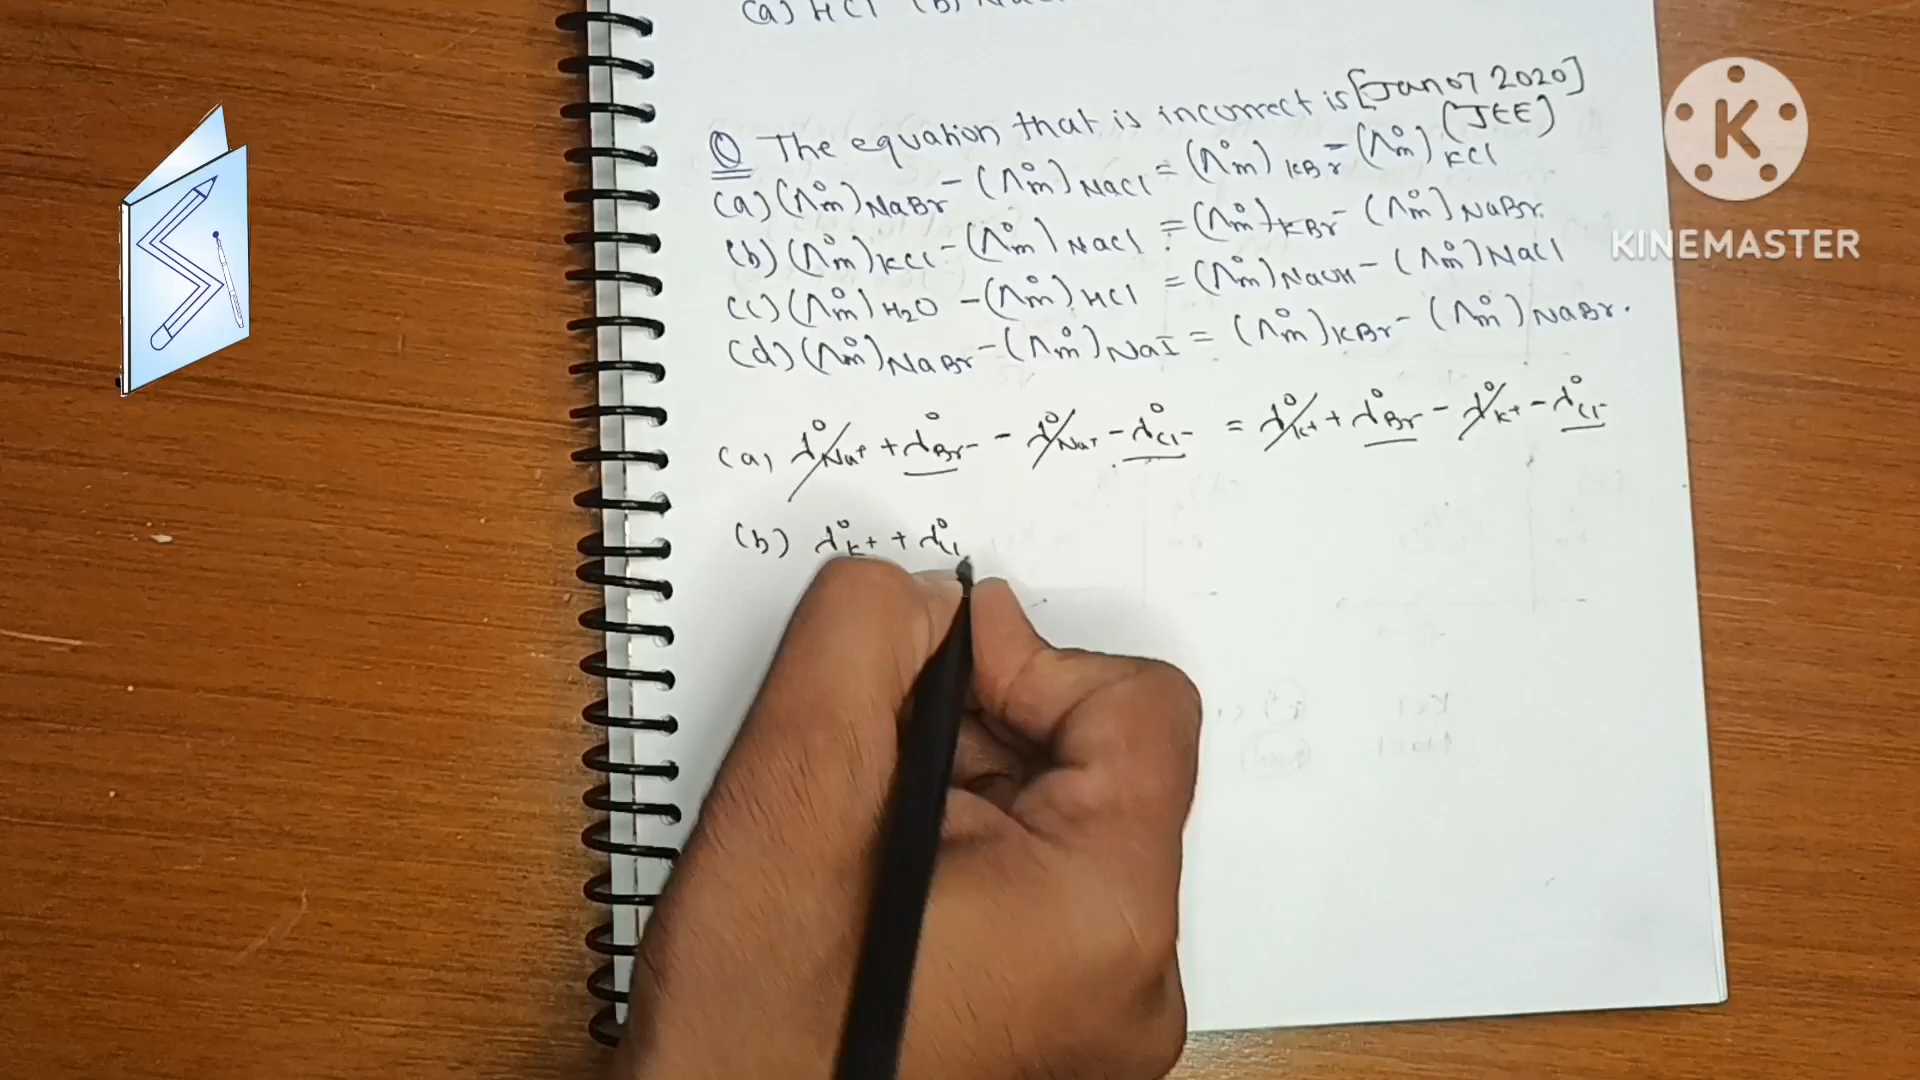 (a) HCl (b) NaCl
Q The equation that is incorrect is [Jan 07 2020]
(JEE)
(a) (Λ°m) NaBr - (Λ°m) NaCl = (Λ°m) KBr - (Λ°m) KCl
(b) (Λ°m) KCl - (Λ°m) NaCl = (Λ°m) KBr - (Λ°m) NaBr.
(c) (Λ°m) H2O - (Λ°m) HCl = (Λ°m) NaOH - (Λ°m) NaCl
(d) (Λ°m) NaBr - (Λ°m) NaI = (Λ°m) KBr - (Λ°m) NaBr.
(a) λ°Na+ + λ°Br- - λ°Na+ - λ°Cl- = λ°K+ + λ°Br - λ°K+ - λ°Cl-
(b) λ°K+ + λ°Cl
K
KINEMASTER